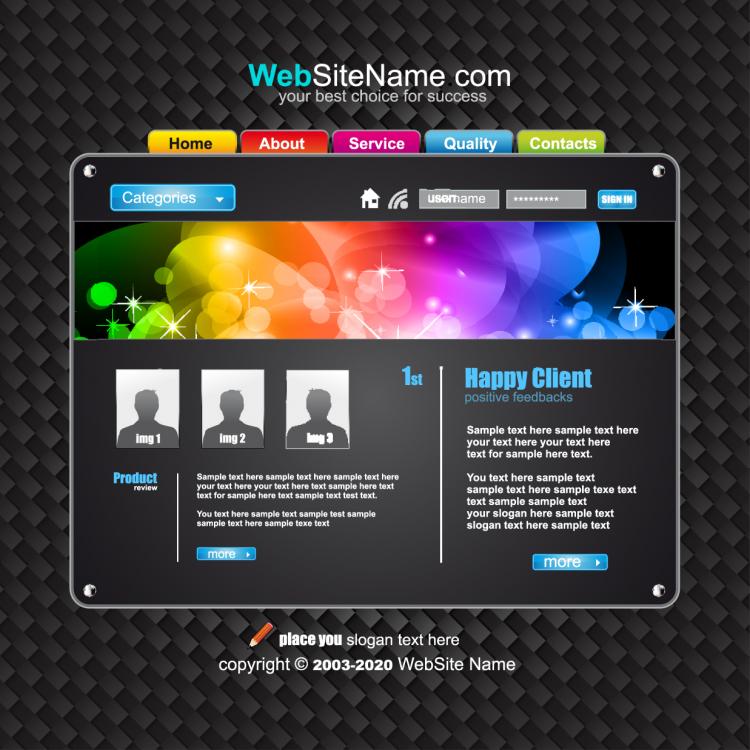 WebSiteName com
your best choice for success
Home About Service Quality Contacts
Categories
name ********* SIGN IN
img 1 img 2 img 3
1st
Product
review
Sample text here sample text here sample text here
your text here your text here text sample here text
text for sample here text sample text test text.
You text here sample text sample test sample
sample text here sample texe text
more
Happy Client
positive feedbacks
Sample text here sample text here
your text here your text here
text for sample here text.
You text here sample text
sample text here sample texe text
text sample sample text
your slogan here sample text
slogan text here sample text
more
place you slogan text here
copyright © 2003-2020 WebSite Name